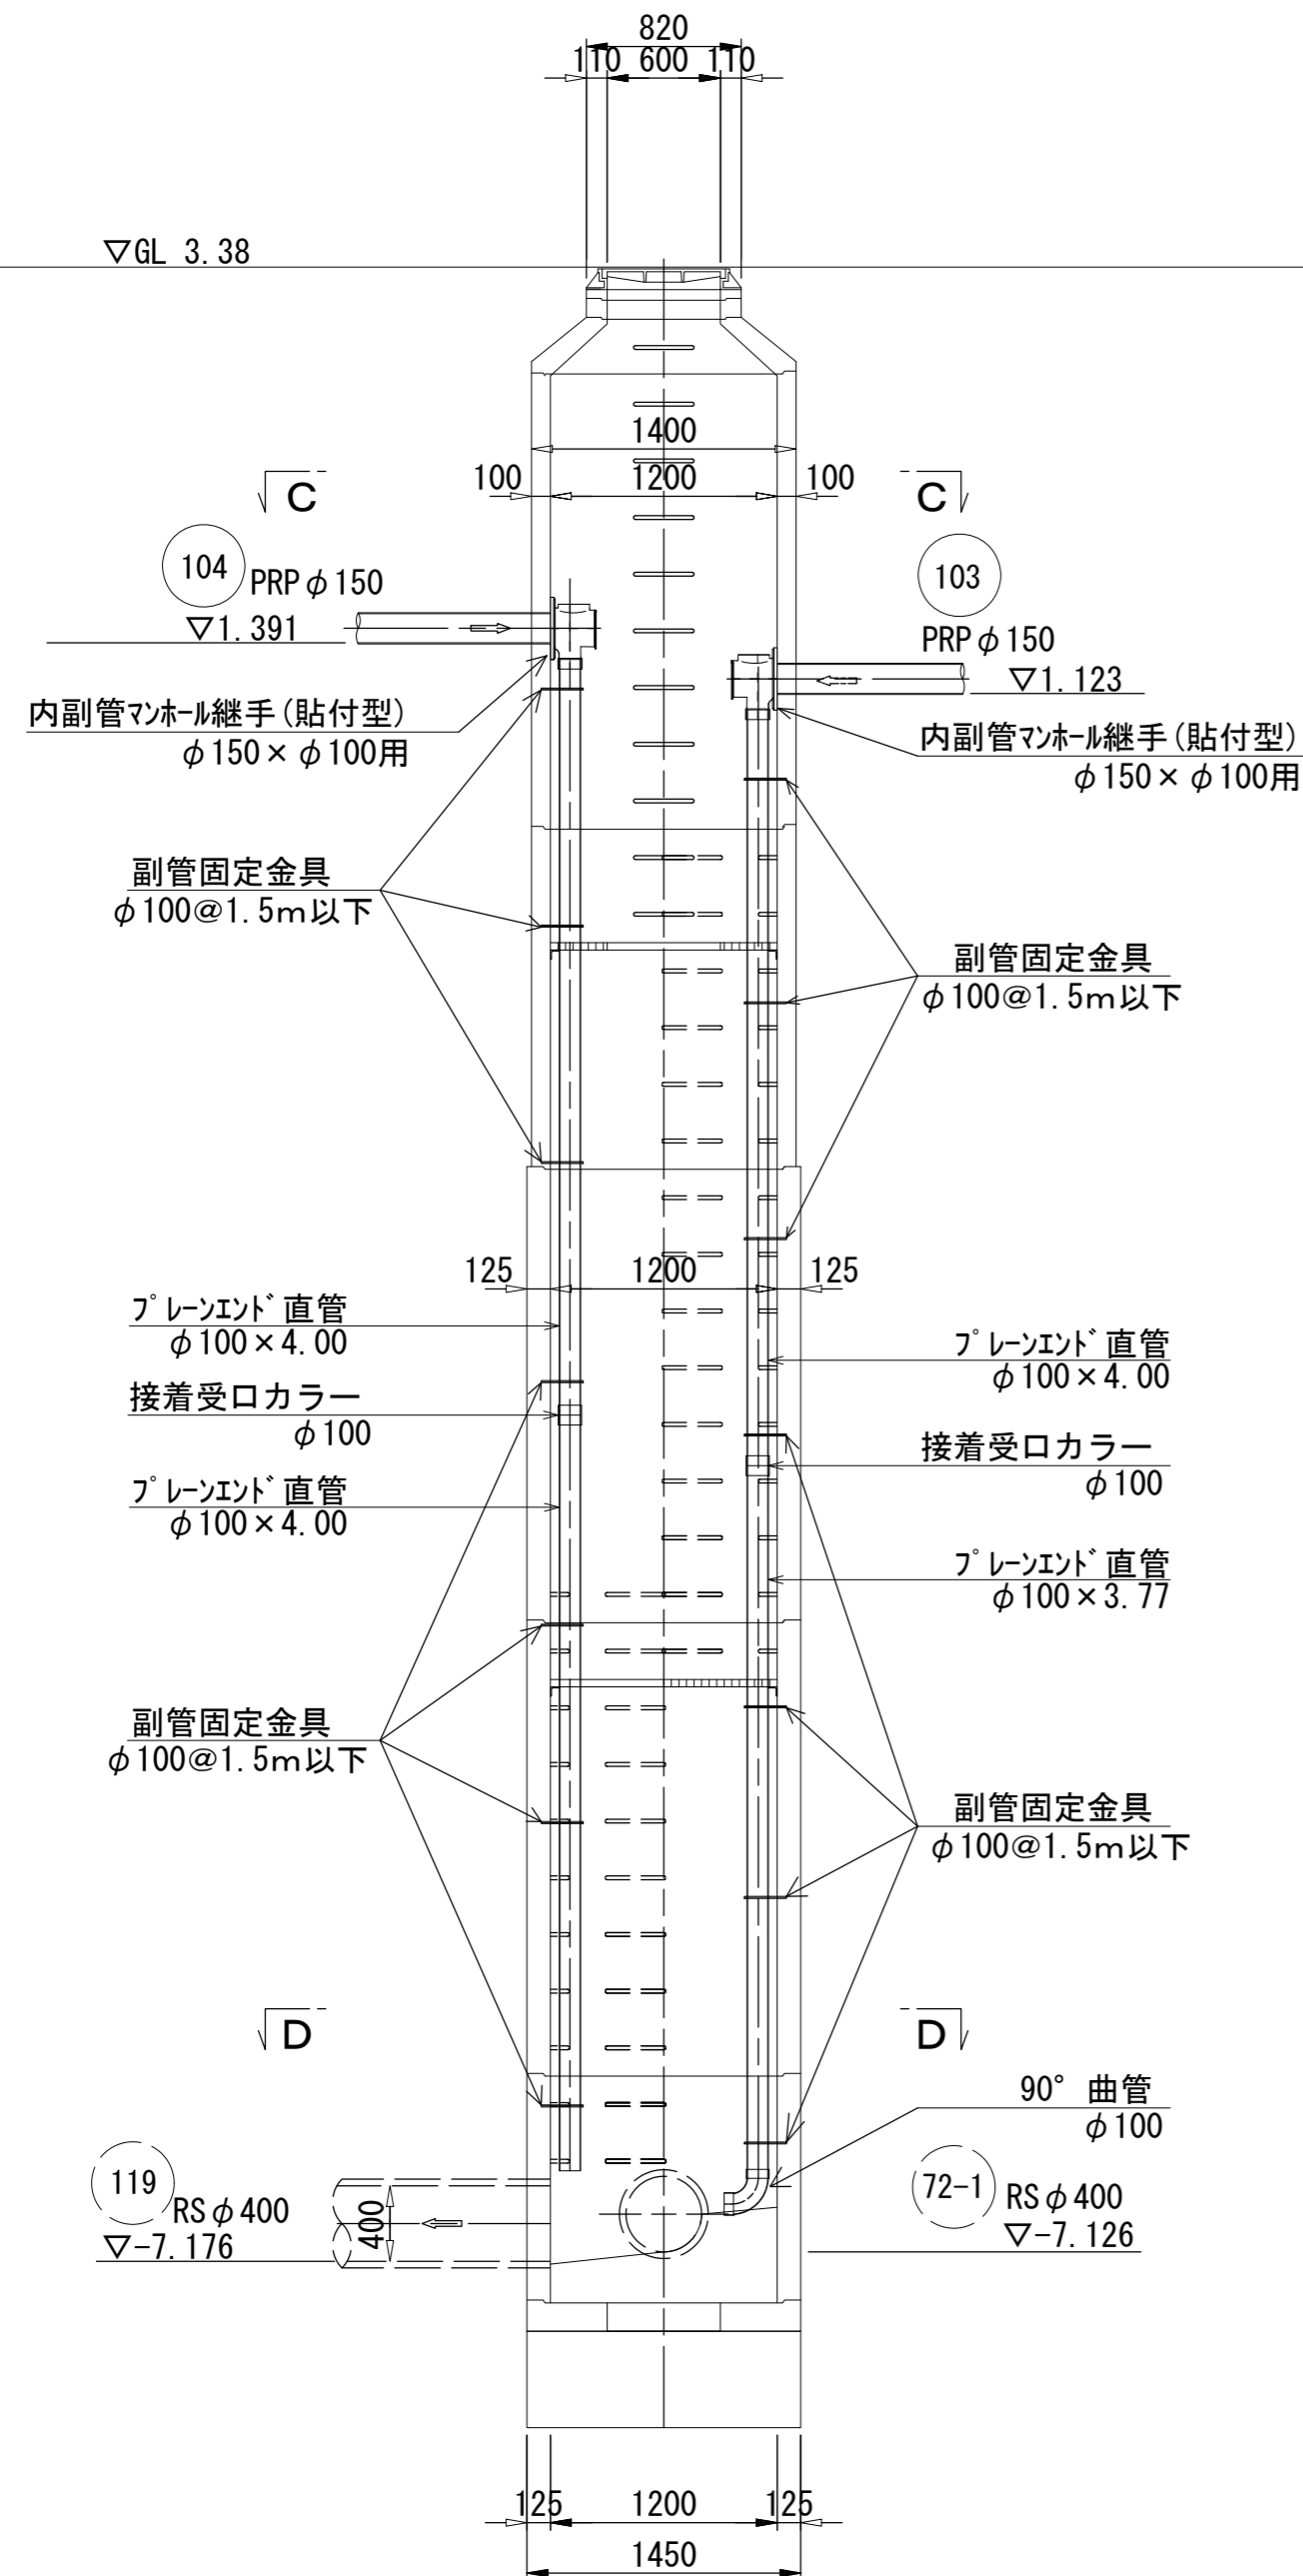 820
110 600 110
▽GL 3.38
1400
100 1200 100
C C
104 PRPφ150
▽1.391
103
PRPφ150
▽1.123
内副管マンホール継手(貼付型)
φ150×φ100用
内副管マンホール継手(貼付型)
φ150×φ100用
副管固定金具
φ100@1.5m以下
副管固定金具
φ100@1.5m以下
125 1200 125
プレーンエンド直管
φ100×4.00
プレーンエンド直管
φ100×4.00
接着受口カラー
φ100
接着受口カラー
φ100
プレーンエンド直管
φ100×4.00
プレーンエンド直管
φ100×3.77
副管固定金具
φ100@1.5m以下
副管固定金具
φ100@1.5m以下
D D
90° 曲管
φ100
119 RSφ400
▽-7.176
400
72-1 RSφ400
▽-7.126
125 1200 125
1450